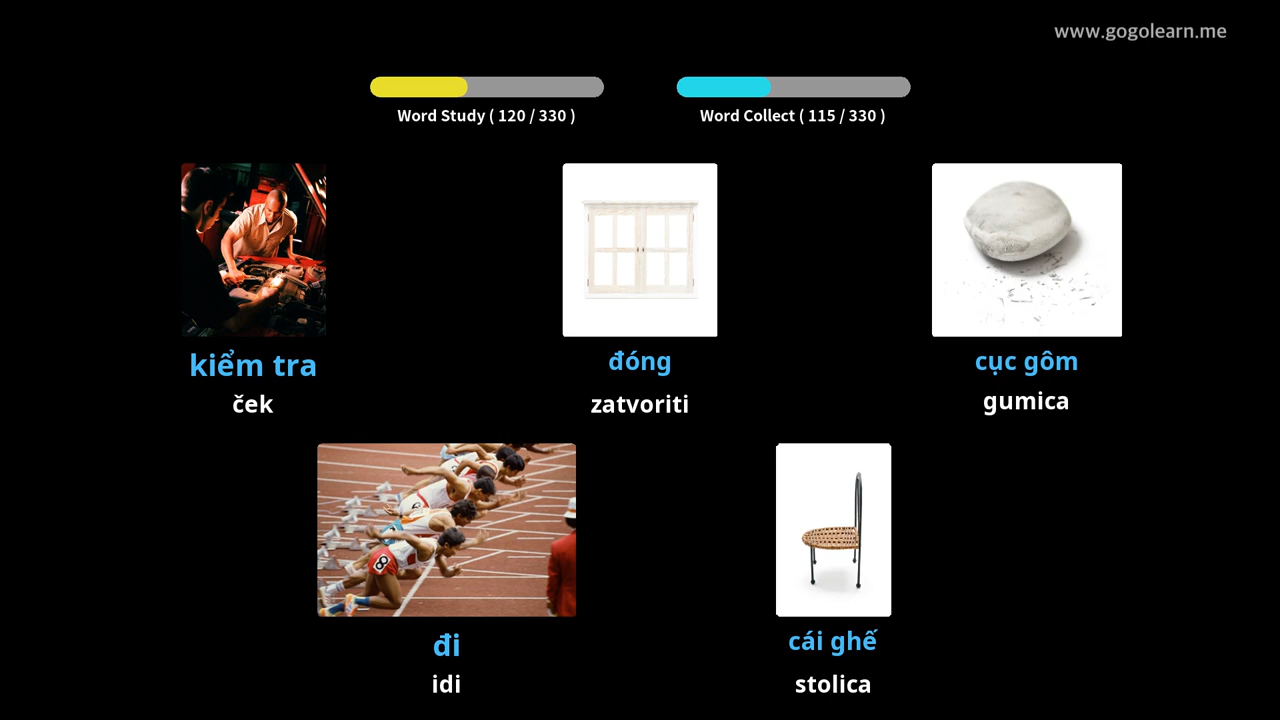 www.gogolearn.me
Word Study ( 120 / 330 )
Word Collect ( 115 / 330 )
kiểm tra
ček
đóng
zatvoriti
cục gôm
gumica
8
đi
idi
cái ghế
stolica